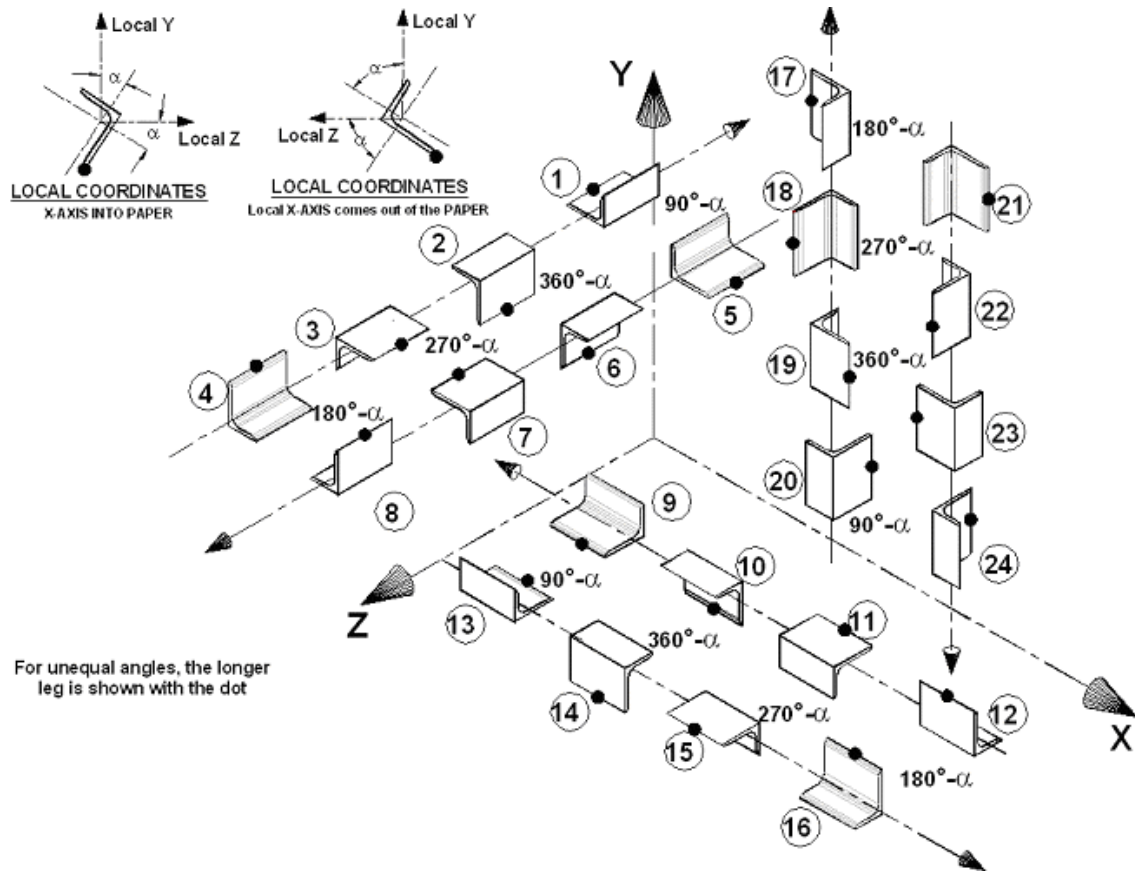 Local Y
α
Local Z
α
LOCAL COORDINATES
X-AXIS INTO PAPER
Local Y
α
Local Z
α
LOCAL COORDINATES
Local X-AXIS comes out of the PAPER
Y
1
90°-α
2
360°-α
3
270°-α
4
180°-α
5
6
7
8
17
180°-α
18
270°-α
19
360°-α
20
90°-α
21
22
23
24
9
10
11
12
Z
13
90°-α
14
360°-α
15
270°-α
16
180°-α
X
For unequal angles, the longer
leg is shown with the dot